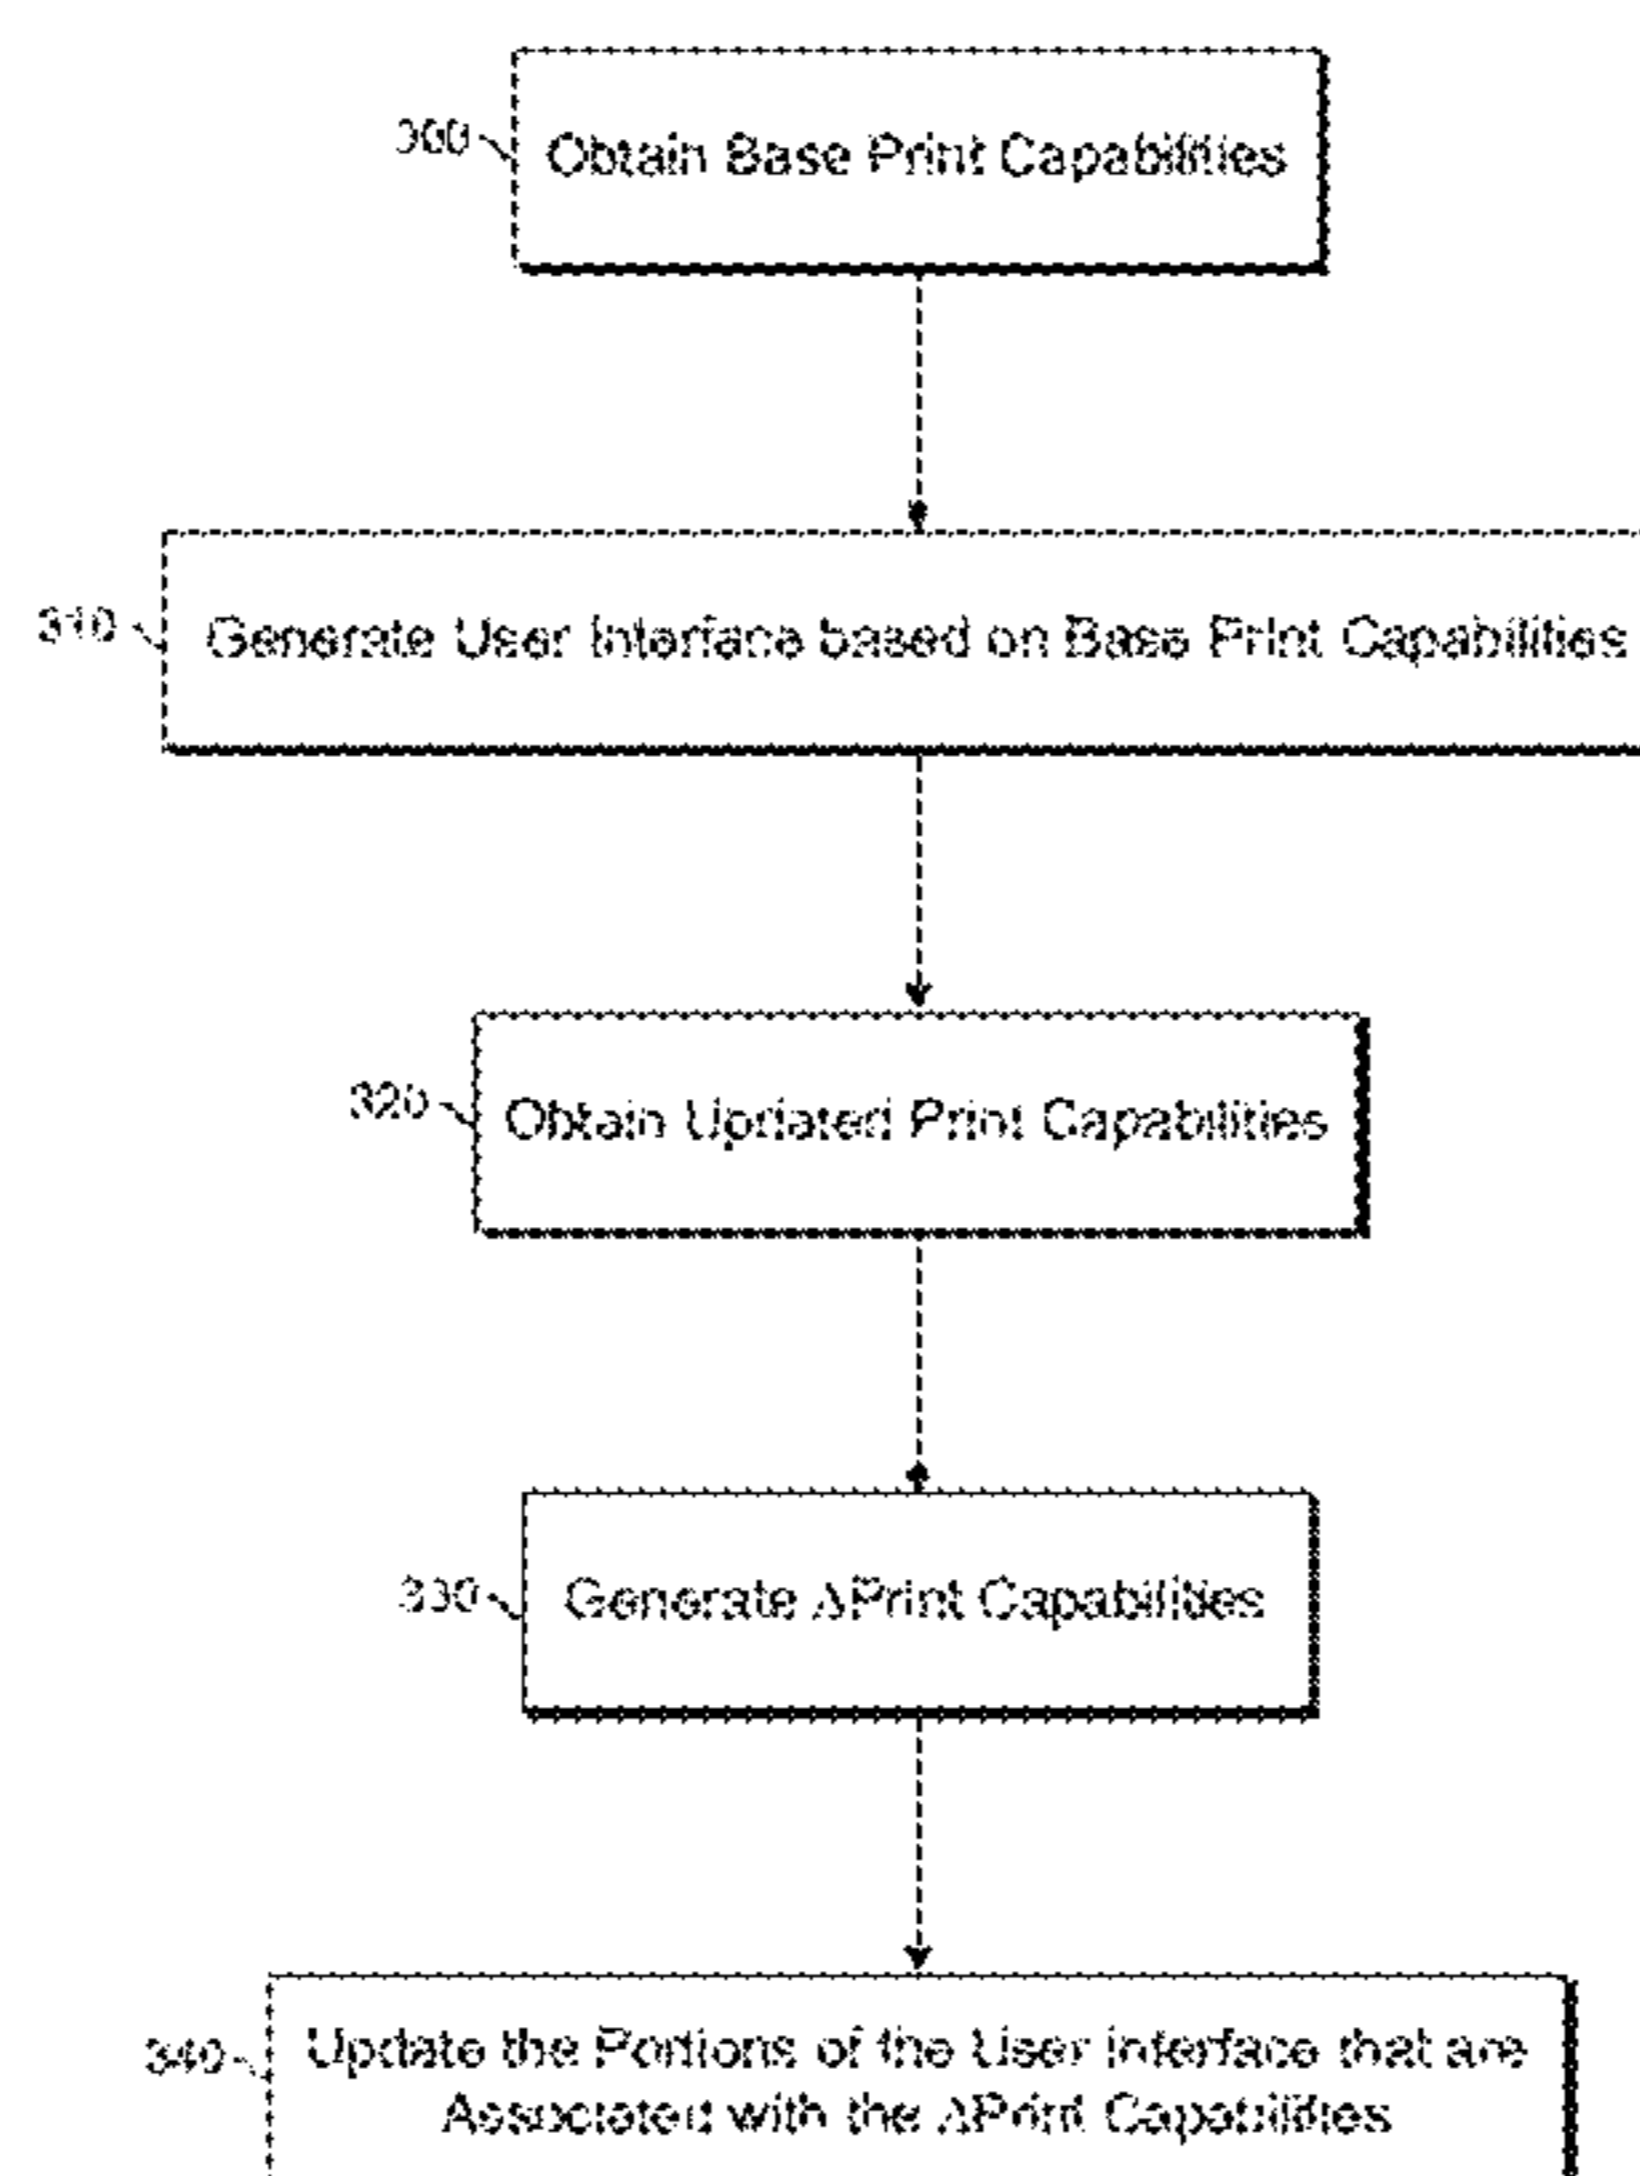 300
Obtain Base Print Capabilities
310
Generate User Interface based on Base Print Capabilities
320
Obtain Updated Print Capabilities
330
Generate ΔPrint Capabilities
340
Update the Portions of the User Interface that are
Associated with the ΔPrint Capabilities